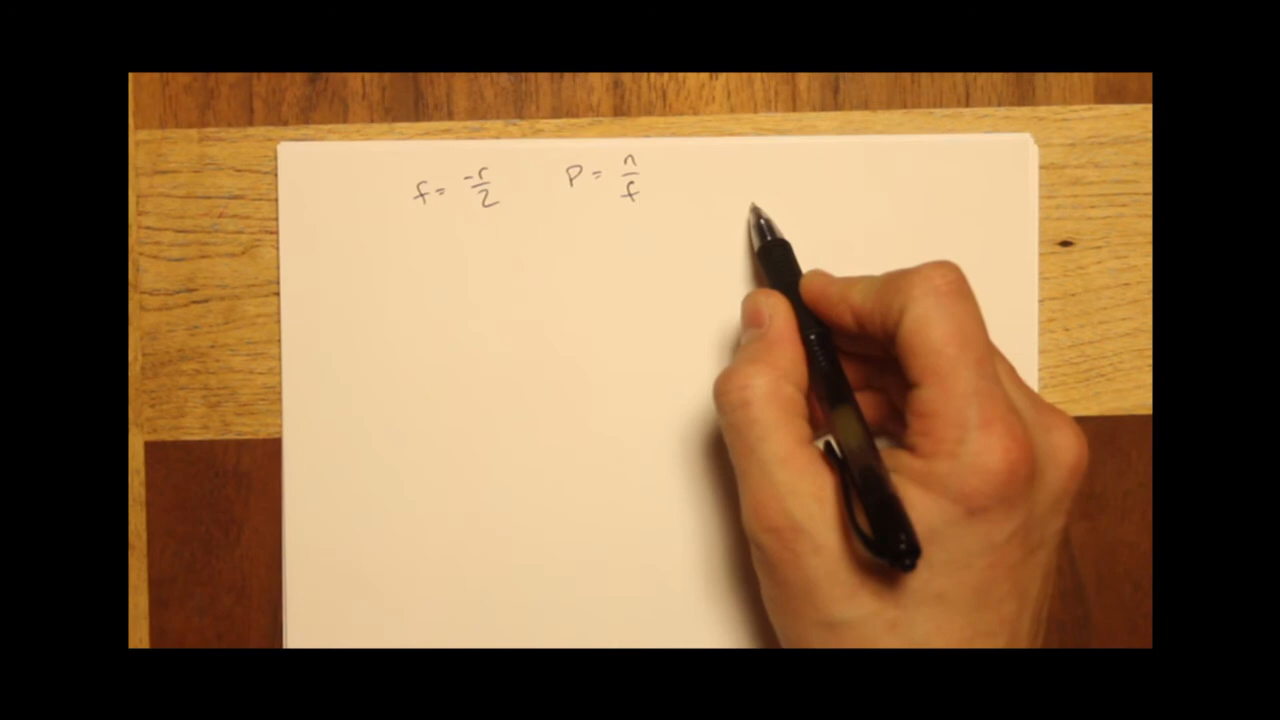 f = -r/2 P = n/f